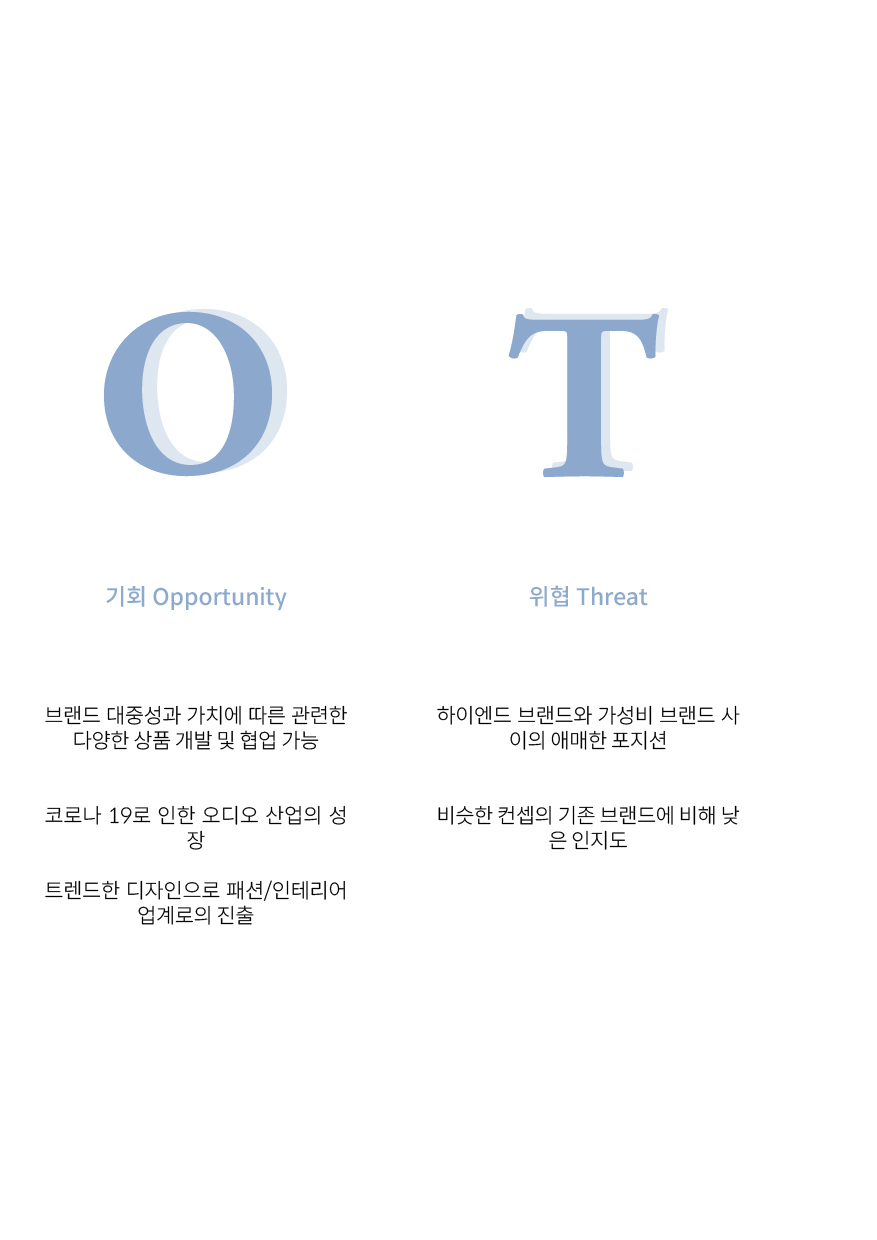 O
기회 Opportunity
브랜드 대중성과 가치에 따른 관련한
다양한 상품 개발 및 협업 가능
코로나 19로 인한 오디오 산업의 성
장
트렌드한 디자인으로 패션/인테리어
업계로의 진출
T
위협 Threat
하이엔드 브랜드와 가성비 브랜드 사
이의 애매한 포지션
비슷한 컨셉의 기존 브랜드에 비해 낮
은 인지도